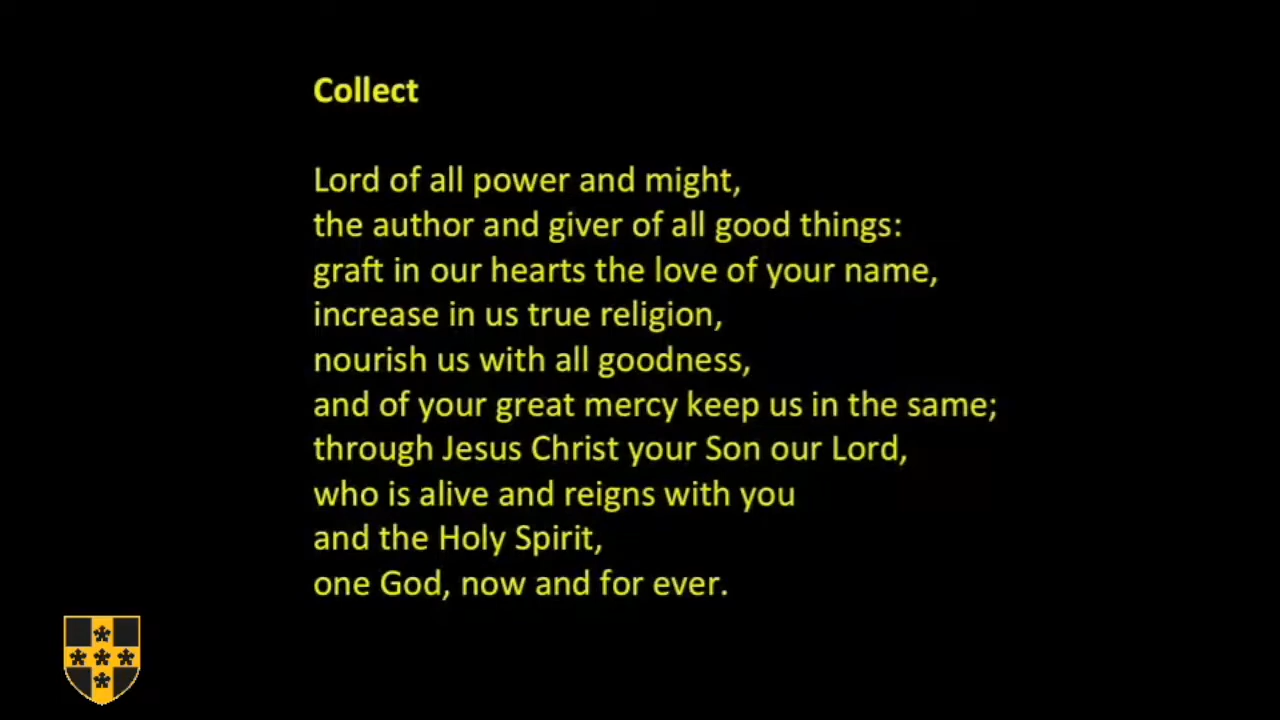 Collect
Lord of all power and might,
the author and giver of all good things:
graft in our hearts the love of your name,
increase in us true religion,
nourish us with all goodness,
and of your great mercy keep us in the same;
through Jesus Christ your Son our Lord,
who is alive and reigns with you
and the Holy Spirit,
one God, now and for ever.